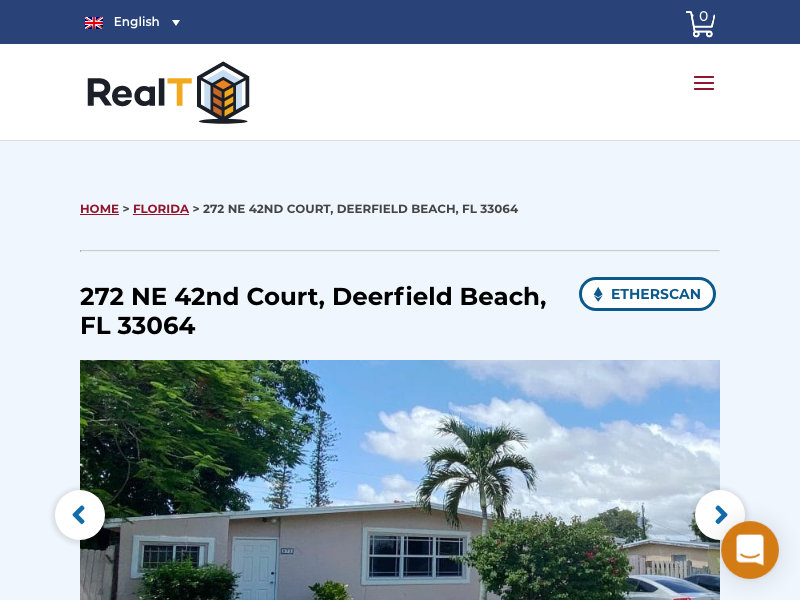 English
0
RealT
HOME > FLORIDA > 272 NE 42ND COURT, DEERFIELD BEACH, FL 33064
272 NE 42nd Court, Deerfield Beach,
FL 33064
ETHERSCAN